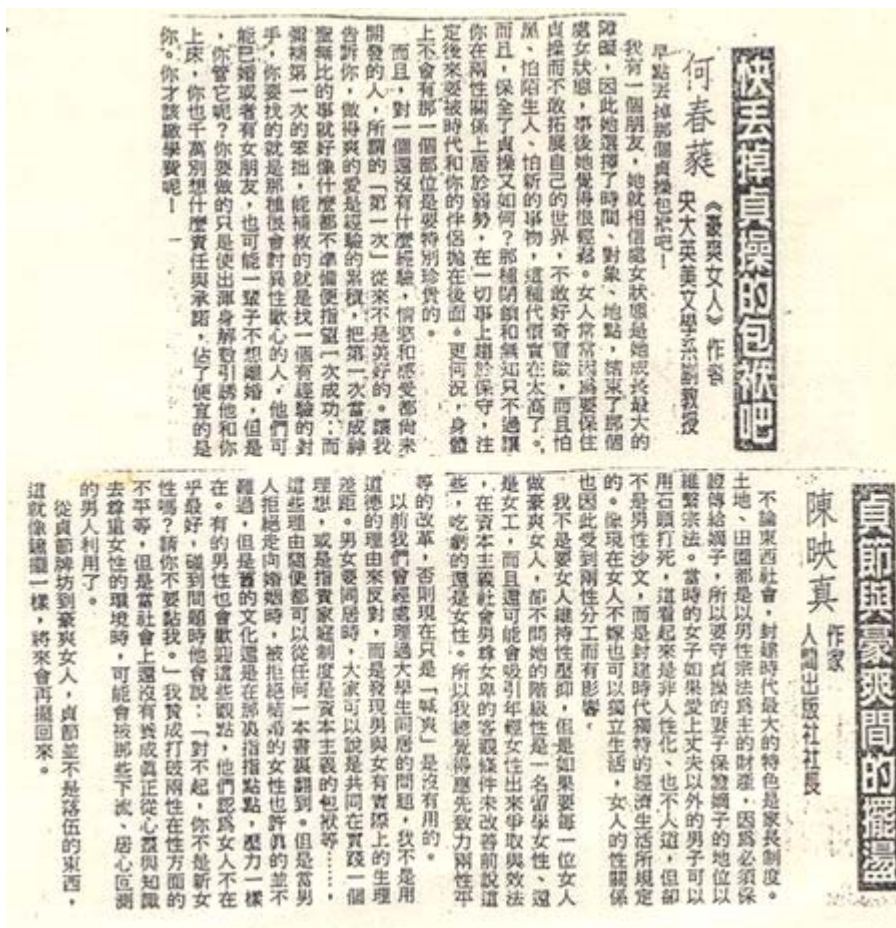 快丟掉貞操的包袱吧
何春蕤
《豪爽女人》作者
央大英美文學系副教授
早點丟掉那個貞操包袱吧！
我有一個朋友，她就相信處女狀態是她成長最大的
障礙，因此她選擇了時間、對象、地點，結束了那個
處女狀態，事後她覺得很輕鬆。女人常常因為要保住
貞操而不敢拓展自己的世界，不敢好奇冒險，而且怕
黑、怕陌生人、怕新的事物，這種代價實在太高了。
而且，保全了貞操又如何？那種閉鎖和無知只不過讓
你在兩性關係上居於弱勢，在一切事上趨於保守，注
定後來要被時代和你的伴侶拋在後面。更何況，身體
上不會有那一個部位是要特別珍貴的。
而且，對一個還沒有什麼經驗，情慾和感受都尚未
開發的人，所謂的「第一次」從來不是美好的。讓我
告訴你，做得爽的愛是經驗的累積，把第一次當成神
聖無比的事就好像什麼都不準備便指望一次成功；而
彌補第一次的笨拙，能補救的就是找一個有經驗的對
手，你要找的就是那種很會討異性歡心的人，他們可
能已婚或者有女朋友，也可能一輩子不想離婚，但是
，你管它呢？你要做的只是使出渾身解數引誘他和你
上床，你也千萬別想什麼責任與承諾，佔了便宜的是
你。你才該繳學費呢！
貞節與豪爽間的擺盪
陳映真
作家
人間出版社社長
不論東西社會，封建時代最大的特色是家長制度。
土地、田園都是以男性宗法為主的財產，因為必須保
證傳給嫡子，所以要守貞操的妻子保證嫡子的地位以
維繫宗法。當時的女子如果愛上丈夫以外的男子可以
用石頭打死，這看起來是非人性化、也不人道，但卻
不是男性沙文，而是封建時代獨特的經濟生活所規定
的。像現在女人不嫁也可以獨立生活，女人的性關係
也因此受到兩性分工而有影響。
我不是要女人維持性壓抑，但是如果要每一位女人
做豪爽女人，都不問她的階級性是一名留學女性、還
是女工，而且還可能會吸引年輕女性出來爭取與效法
，在資本主義社會男尊女卑的客觀條件未改善前說這
些，吃虧的還是女性。所以我總覺得應先致力兩性平
等的改革，否則現在只是「喊爽」是沒有用的。
以前我們會經處理過大學生同居的問題，我不是用
道德的理由來反對，而是發現男與女有實際上的生理
差距。男女要同居時，大家可以說是共同在實踐一個
理想，或是指責家庭制度是資本主義的包袱等……，
這些理由隨便都可以從任何一本書裏翻到。但是當男
人拒絕走向婚姻時，被拒絕結婚的女性也許真的並不
難過，但是舊的文化還是在那裏指指點點，壓力一樣
在。有的男性也會歡迎這些觀點，他們認為女人不在
乎最好，碰到問題時他會說：「對不起，你不是新女
性嗎？請你不要點我。」我贊成打破兩性在性方面的
不平等，但是當社會上還沒有養成真正從心靈與知識
去尊重女性的環境時，可能會被那些下流、居心叵測
的男人利用了。
從貞節牌坊到豪爽女人，貞節並不是落伍的東西，
這就像鐘擺一樣，將來會再擺回來。